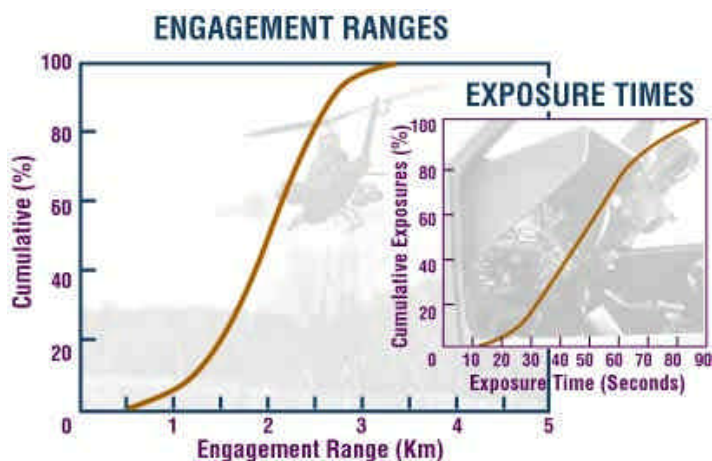 ENGAGEMENT RANGES
100
80
60
40
20
0
Cumulative (%)
1 2 3 4 5
Engagement Range (Km)
EXPOSURE TIMES
100
80
60
40
20
0
Cumulative Exposures (%)
10 20 30 40 50 60 70 80 90
Exposure Time (Seconds)